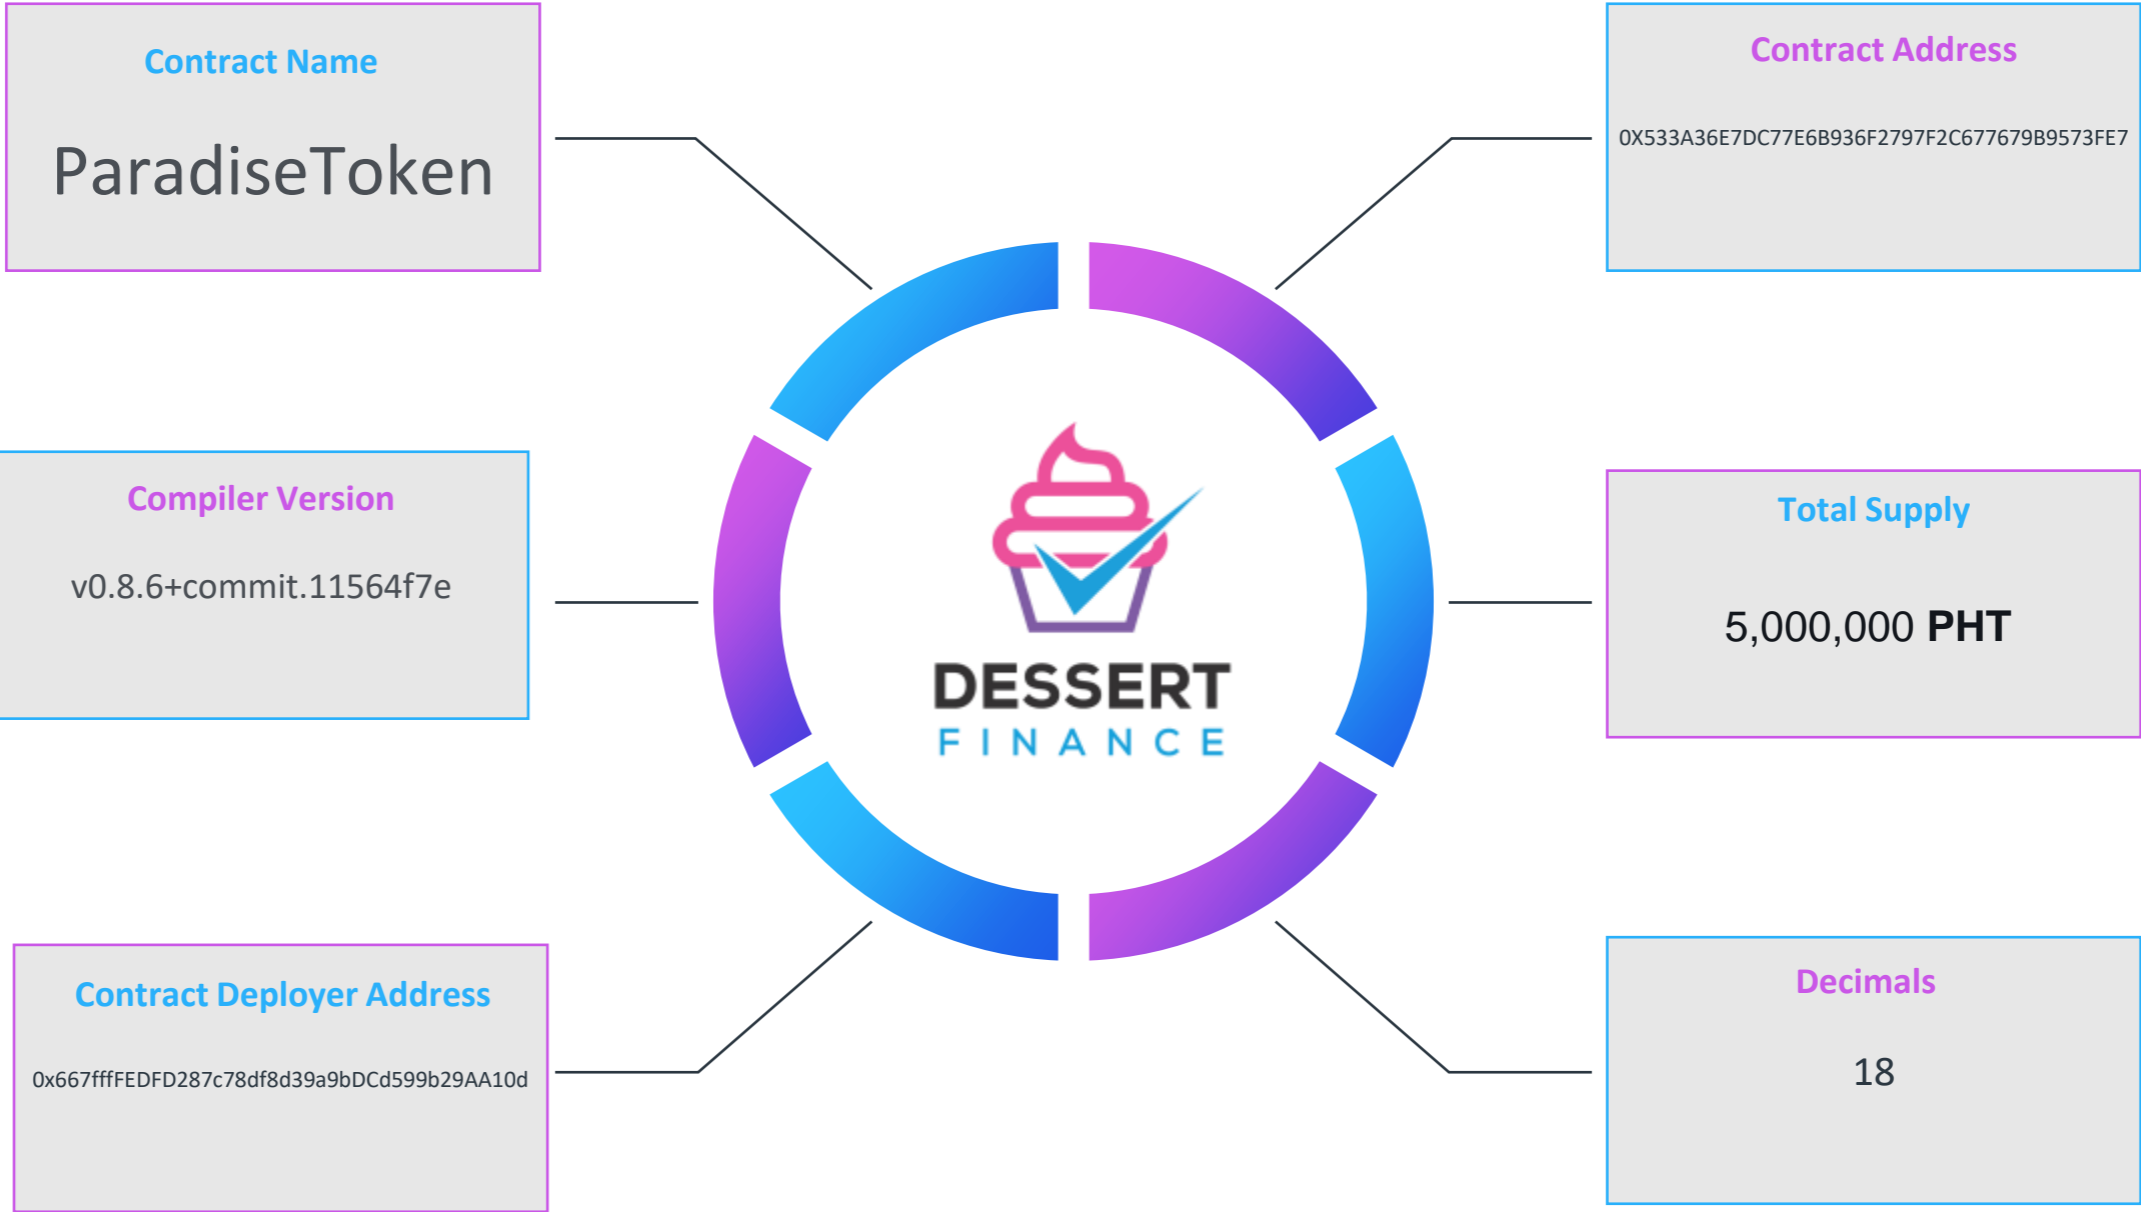 Contract Name
ParadiseToken
Contract Address
0X533A36E7DC77E6B936F2797F2C677679B9573FE7
Compiler Version
v0.8.6+commit.11564f7e
DESSERT
FINANCE
Total Supply
5,000,000 PHT
Contract Deployer Address
0x667fffFEDFD287c78df8d39a9bDCd599b29AA10d
Decimals
18